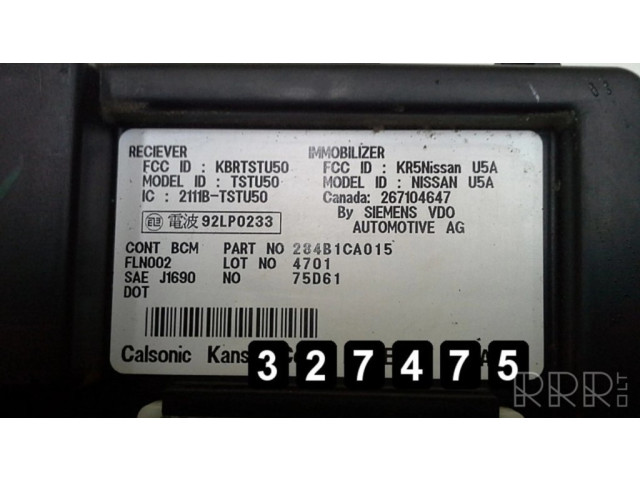 RECIEVER IMMOBILIZER
FCC ID : KBRTSTU50 FCC ID : KR5Nissan U5A
MODEL ID : TSTU50 MODEL ID : NISSAN U5A
IC : 2111B-TSTU50 Canada: 267104647
By SIEMENS VDO
電波 92LP0233 AUTOMOTIVE AG
CONT BCM PART NO 284B1CA015
FLN002 LOT NO 4701
SAE J1690 NO 75D61
DOT
Calsonic Kans
327475
RRR.LT